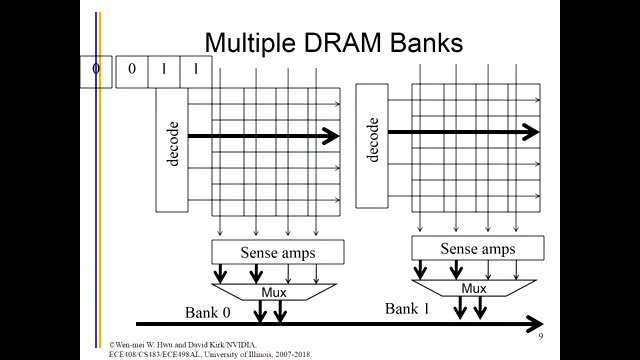 Multiple DRAM Banks
0 0 1 1
decode
decode
Sense amps
Sense amps
Mux
Mux
Bank 0
Bank 1
9
©Wen-mei W. Hwu and David Kirk/NVIDIA.
ECE408/CS483/ECE498AL, University of Illinois, 2007-2018